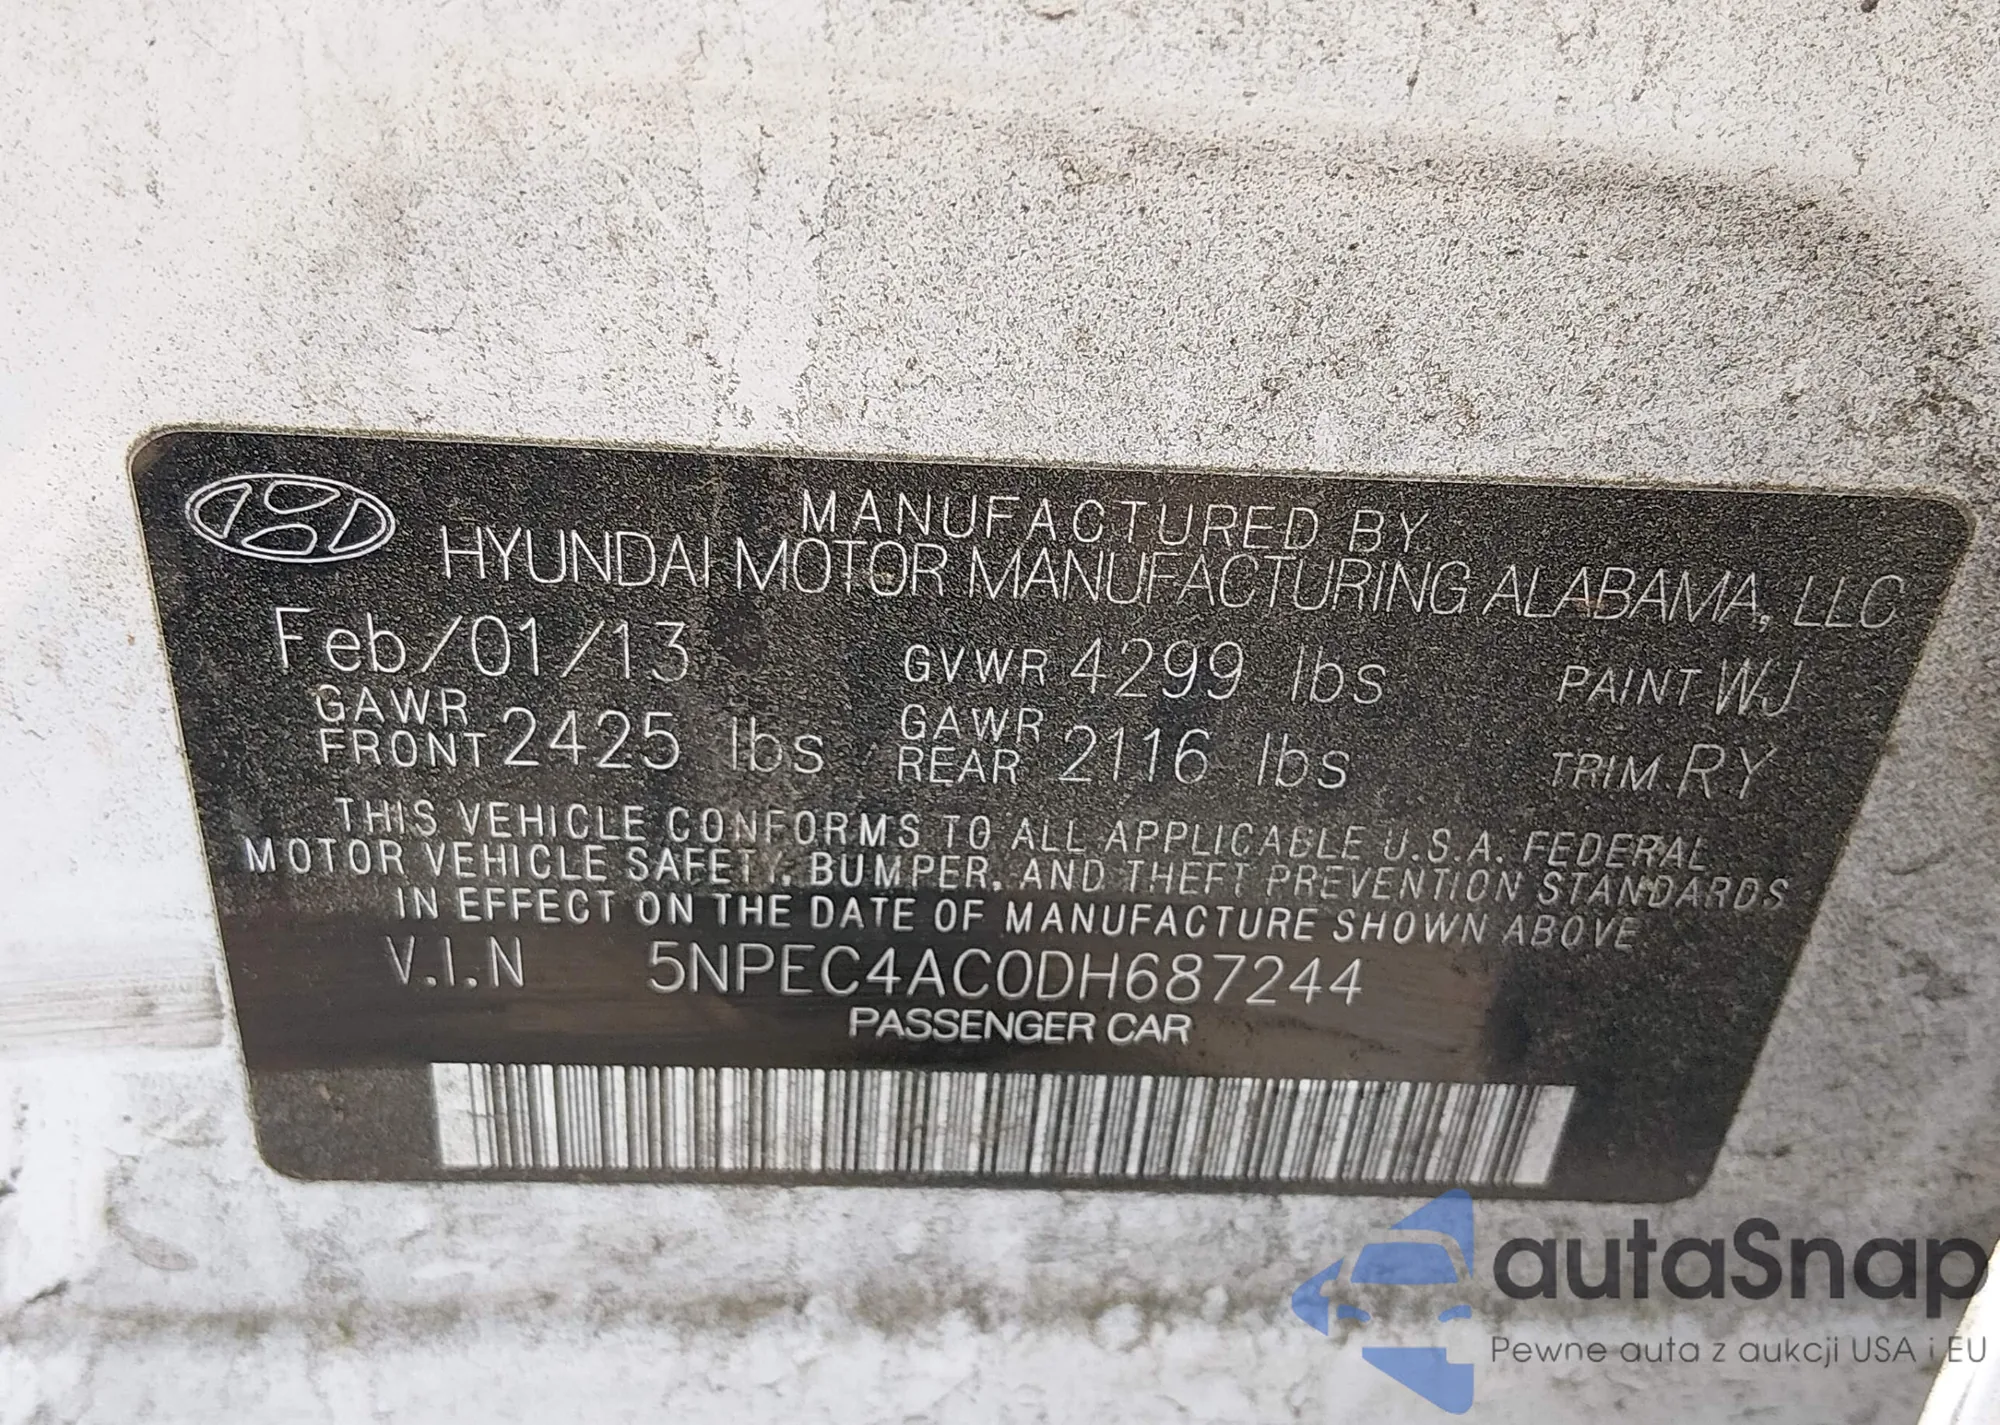 MANUFACTURED BY
HYUNDAI MOTOR MANUFACTURING ALABAMA, LLC
Feb/01/13 GVWR 4299 lbs PAINT WJ
GAWR FRONT 2425 lbs GAWR REAR 2116 lbs TRIM RY
THIS VEHICLE CONFORMS TO ALL APPLICABLE U.S.A. FEDERAL
MOTOR VEHICLE SAFETY, BUMPER, AND THEFT PREVENTION STANDARDS
IN EFFECT ON THE DATE OF MANUFACTURE SHOWN ABOVE
V.I.N 5NPEC4AC0DH687244
PASSENGER CAR
autaSnap
Pewne auta z aukcji USA i EU